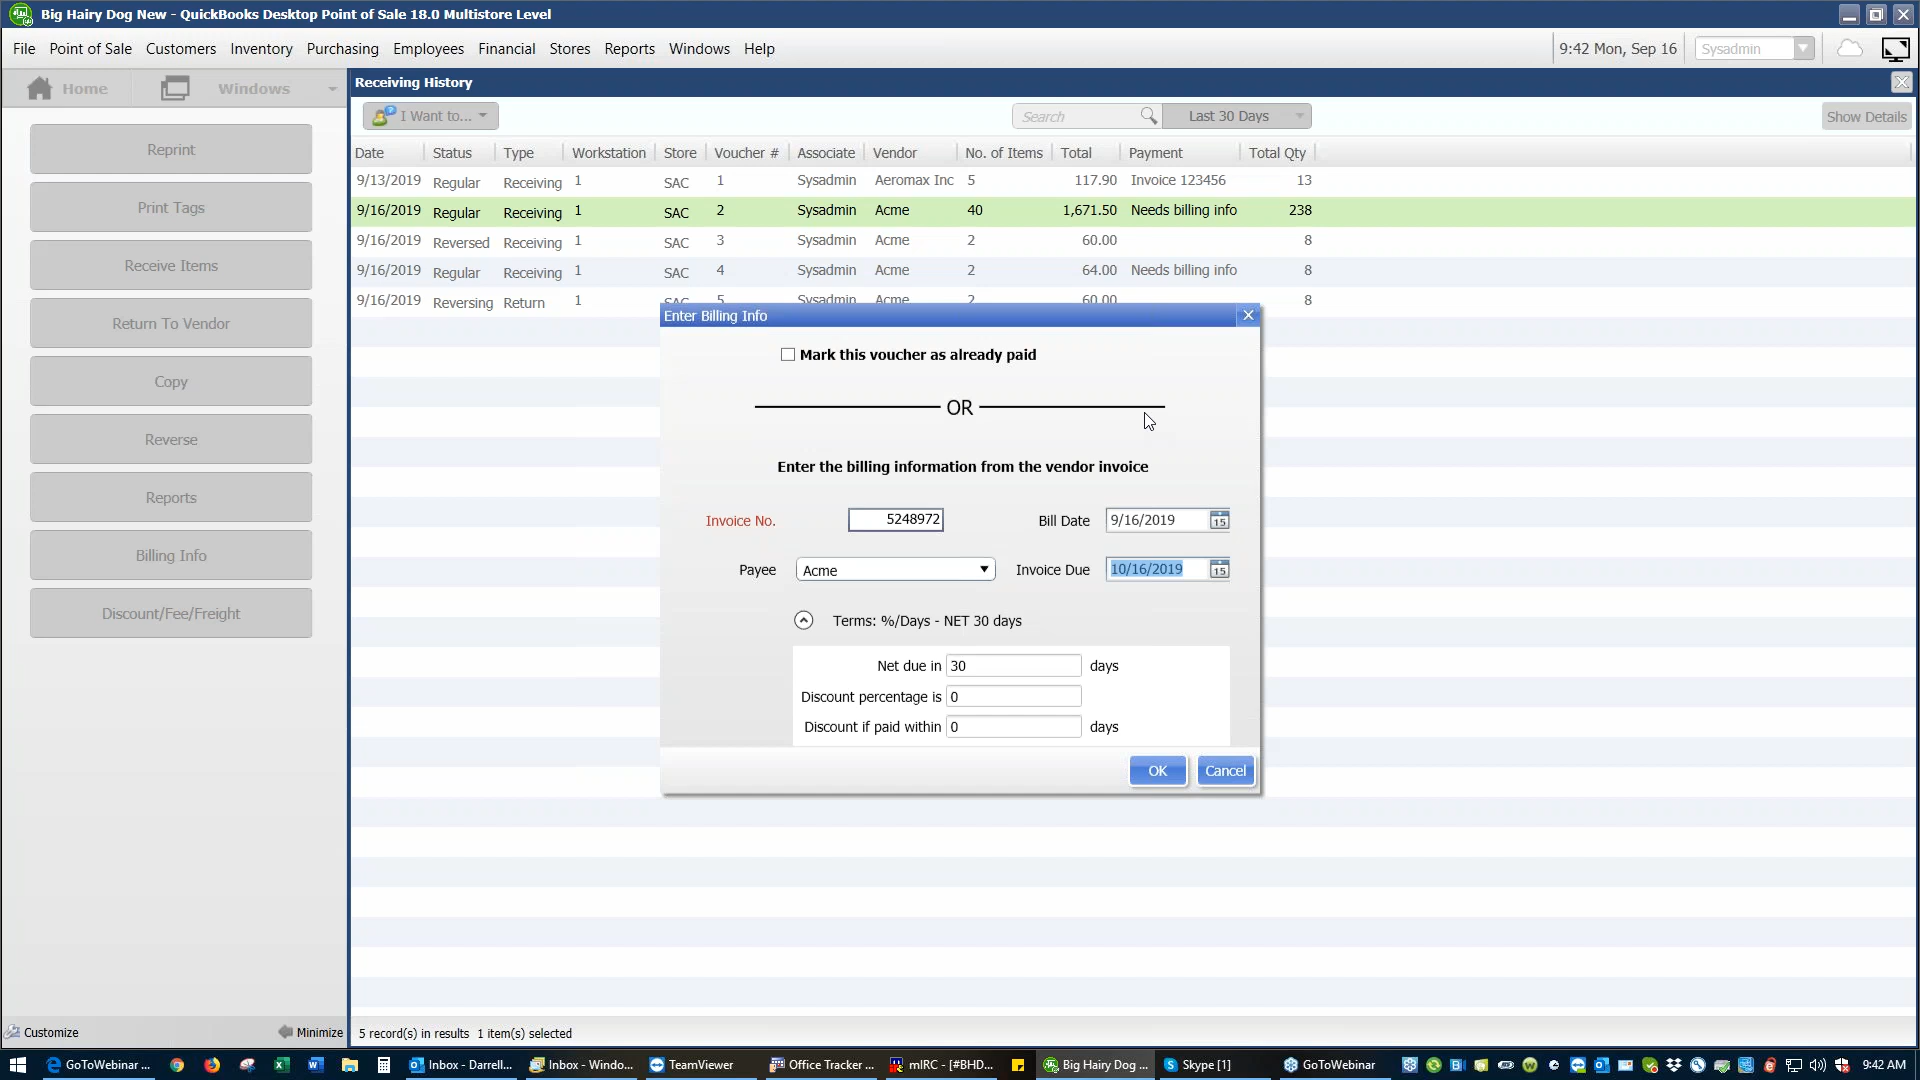 Big Hairy Dog New - QuickBooks Desktop Point of Sale 18.0 Multistore Level
File Point of Sale Customers Inventory Purchasing Employees Financial Stores Reports Windows Help 9:42 Mon, Sep 16 Sysadmin
Home Windows
Receiving History
I Want to... Search Last 30 Days Show Details
Date Status Type Workstation Store Voucher # Associate Vendor No. of Items Total Payment Total Qty
9/13/2019 Regular Receiving 1 SAC 1 Sysadmin Aeromax Inc 5 117.90 Invoice 123456 13
9/16/2019 Regular Receiving 1 SAC 2 Sysadmin Acme 40 1,671.50 Needs billing info 238
9/16/2019 Reversed Receiving 1 SAC 3 Sysadmin Acme 2 60.00 8
9/16/2019 Regular Receiving 1 SAC 4 Sysadmin Acme 2 64.00 Needs billing info 8
9/16/2019 Reversing Return 1 SAC 5 Sysadmin Acme 2 60.00 8
Reprint
Print Tags
Receive Items
Return To Vendor
Copy
Reverse
Reports
Billing Info
Discount/Fee/Freight
Enter Billing Info
Mark this voucher as already paid
OR
Enter the billing information from the vendor invoice
Invoice No. 5248972 Bill Date 9/16/2019 15
Payee Acme Invoice Due 10/16/2019 15
Terms: %/Days - NET 30 days
Net due in 30 days
Discount percentage is 0
Discount if paid within 0 days
OK Cancel
Customize Minimize 5 record(s) in results 1 item(s) selected
GoToWebinar ... Inbox - Darrell... Inbox - Windo... TeamViewer Office Tracker ... mIRC - [#BHD... Big Hairy Dog ... Skype [1] GoToWebinar 9:42 AM